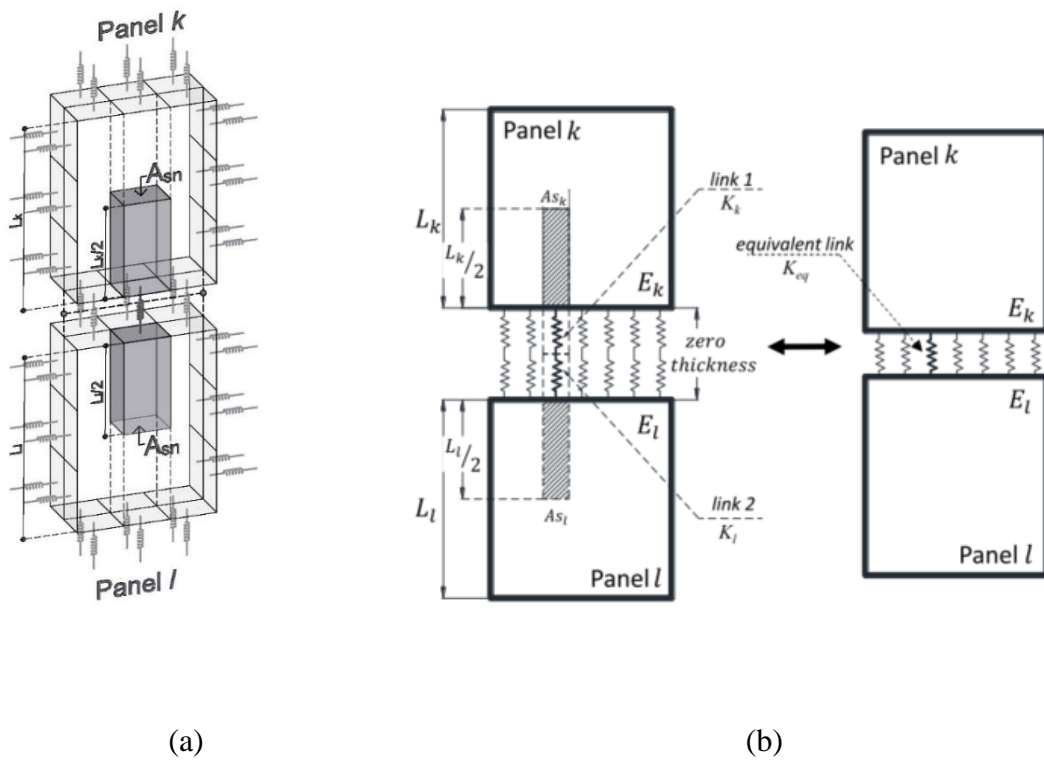 Panel k
Asn
Lk
Lk/2
Ll
Ll/2
Asn
Panel l
(a)
Panel k
Ask
Lk
Lk/2
Ek
link 1
Kk
zero
thickness
El
Ll/2
Ll
Asl
link 2
Kl
Panel l
Panel k
equivalent link
Keq
Ek
El
Panel l
(b)